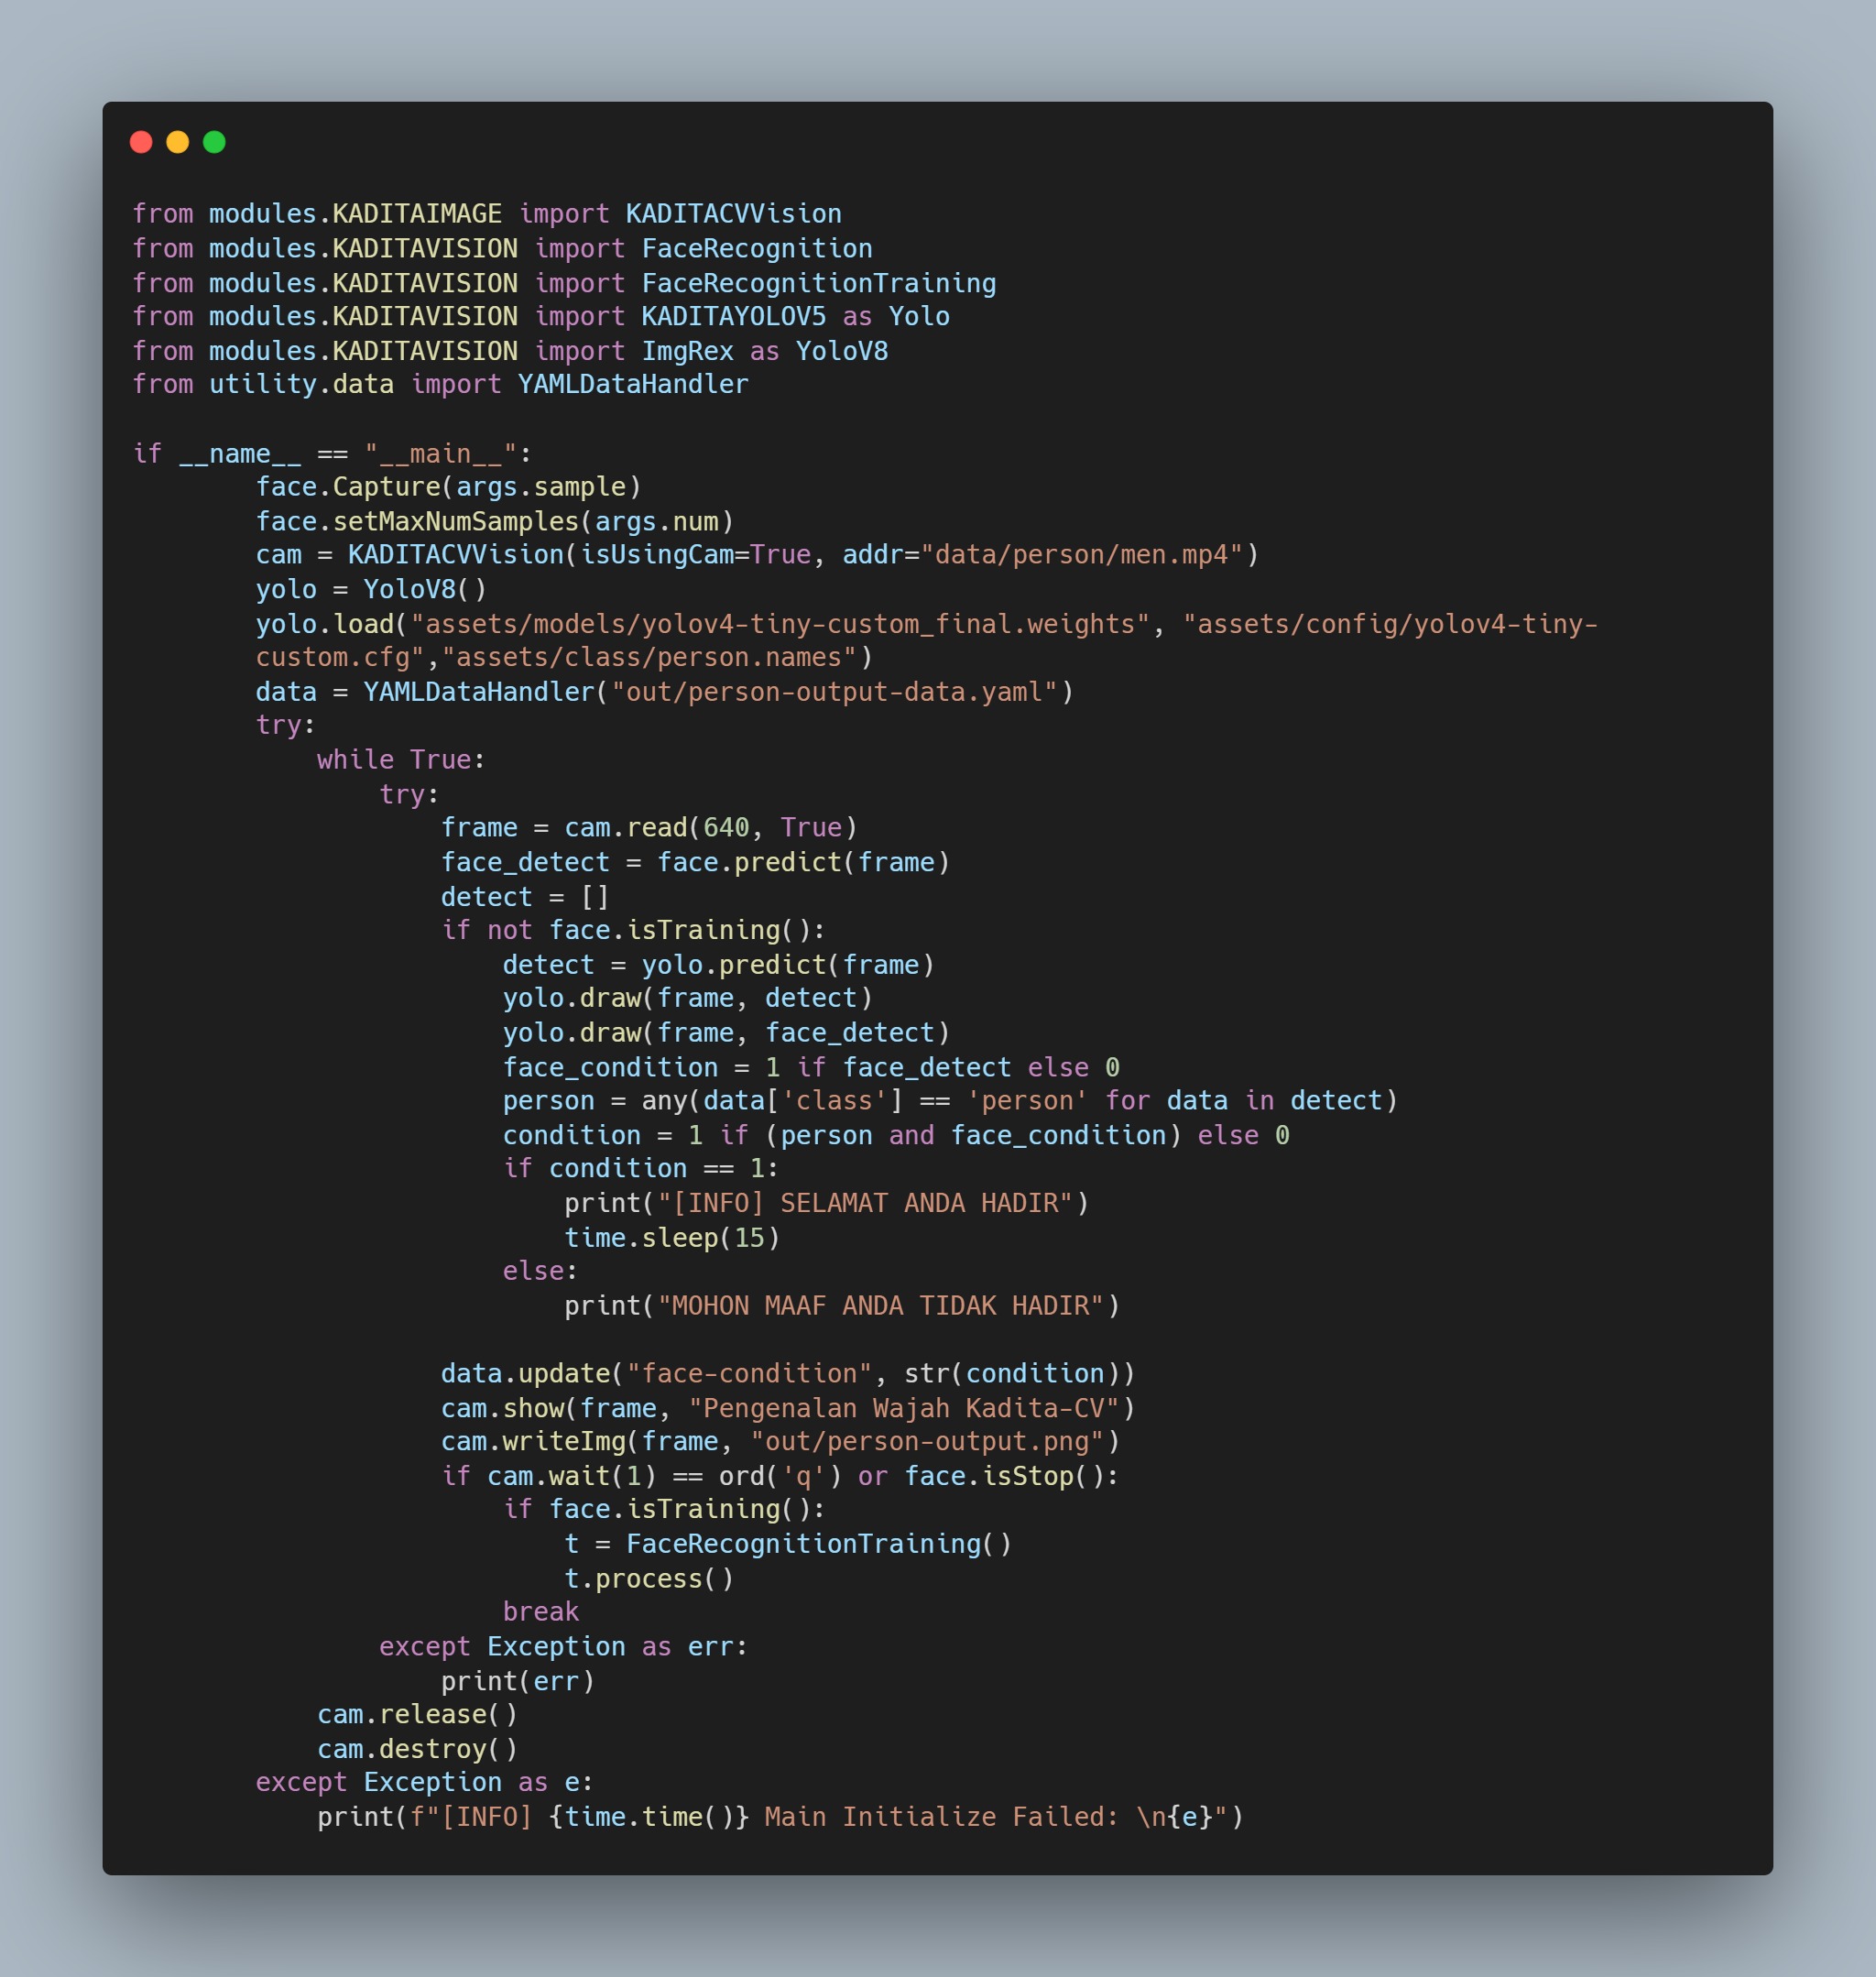 from modules.KADITAIMAGE import KADITACVVision
from modules.KADITAVISION import FaceRecognition
from modules.KADITAVISION import FaceRecognitionTraining
from modules.KADITAVISION import KADITAYOLOV5 as Yolo
from modules.KADITAVISION import ImgRex as YoloV8
from utility.data import YAMLDataHandler

if __name__ == "__main__":
        face.Capture(args.sample)
        face.setMaxNumSamples(args.num)
        cam = KADITACVVision(isUsingCam=True, addr="data/person/men.mp4")
        yolo = YoloV8()
        yolo.load("assets/models/yolov4-tiny-custom_final.weights", "assets/config/yolov4-tiny-
        custom.cfg","assets/class/person.names")
        data = YAMLDataHandler("out/person-output-data.yaml")
        try:
            while True:
                try:
                    frame = cam.read(640, True)
                    face_detect = face.predict(frame)
                    detect = []
                    if not face.isTraining():
                        detect = yolo.predict(frame)
                        yolo.draw(frame, detect)
                        yolo.draw(frame, face_detect)
                        face_condition = 1 if face_detect else 0
                        person = any(data['class'] == 'person' for data in detect)
                        condition = 1 if (person and face_condition) else 0
                        if condition == 1:
                            print("[INFO] SELAMAT ANDA HADIR")
                            time.sleep(15)
                        else:
                            print("MOHON MAAF ANDA TIDAK HADIR")

                    data.update("face-condition", str(condition))
                    cam.show(frame, "Pengenalan Wajah Kadita-CV")
                    cam.writeImg(frame, "out/person-output.png")
                    if cam.wait(1) == ord('q') or face.isStop():
                        if face.isTraining():
                            t = FaceRecognitionTraining()
                            t.process()
                        break
                except Exception as err:
                    print(err)
            cam.release()
            cam.destroy()
        except Exception as e:
            print(f"[INFO] {time.time()} Main Initialize Failed: \n{e}")